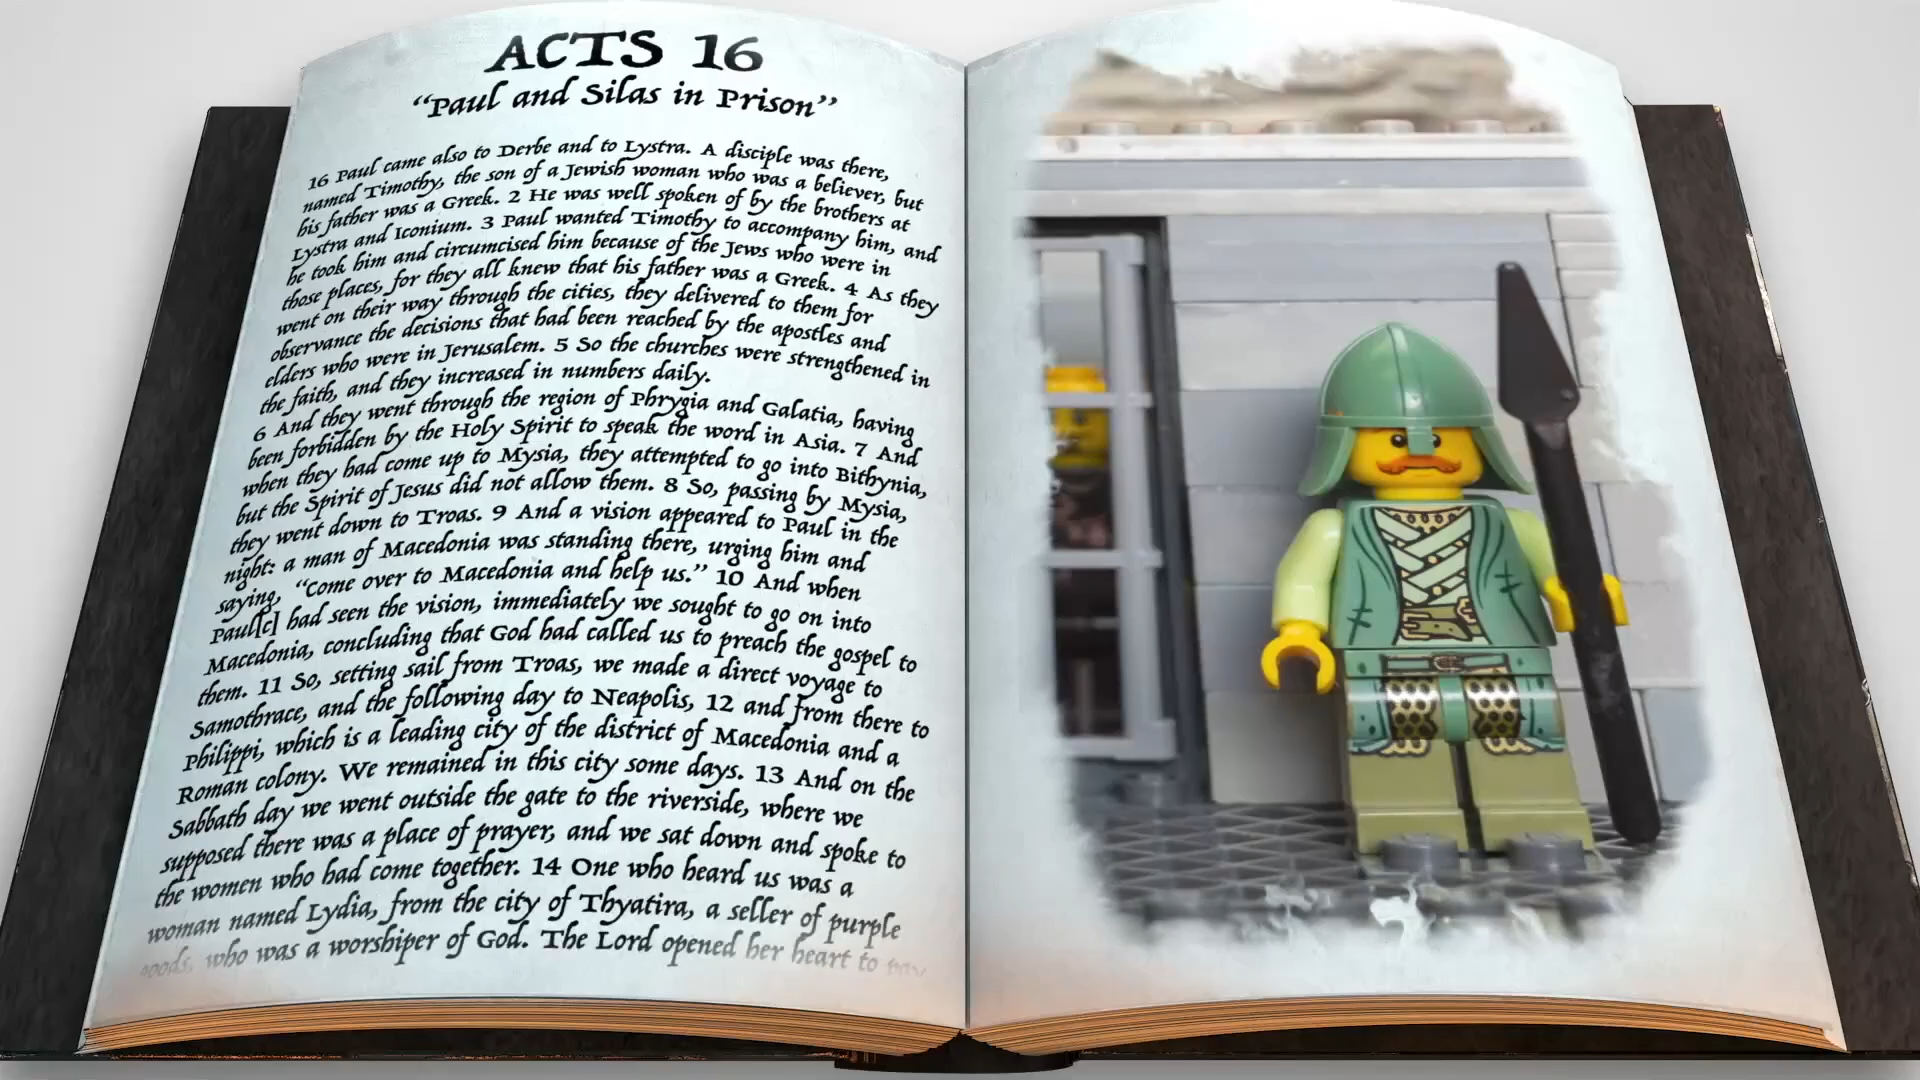 ACTS 16
“Paul and Silas in Prison”
16 Paul came also to Derbe and to Lystra. A disciple was there,
named Timothy, the son of a Jewish woman who was a believer, but
his father was a Greek. 2 He was well spoken of by the brothers at
Lystra and Iconium. 3 Paul wanted Timothy to accompany him, and
he took him and circumcised him because of the Jews who were in
those places, for they all knew that his father was a Greek. 4 As they
went on their way through the cities, they delivered to them for
observance the decisions that had been reached by the apostles and
elders who were in Jerusalem. 5 So the churches were strengthened in
the faith, and they increased in numbers daily.
6 And they went through the region of Phrygia and Galatia, having
been forbidden by the Holy Spirit to speak the word in Asia. 7 And
when they had come up to Mysia, they attempted to go into Bithynia,
but the Spirit of Jesus did not allow them. 8 So, passing by Mysia,
they went down to Troas. 9 And a vision appeared to Paul in the
night: a man of Macedonia was standing there, urging him and
saying, “Come over to Macedonia and help us.” 10 And when
Paul[c] had seen the vision, immediately we sought to go on into
Macedonia, concluding that God had called us to preach the gospel to
them. 11 So, setting sail from Troas, we made a direct voyage to
Samothrace, and the following day to Neapolis, 12 and from there to
Philippi, which is a leading city of the district of Macedonia and a
Roman colony. We remained in this city some days. 13 And on the
Sabbath day we went outside the gate to the riverside, where we
supposed there was a place of prayer, and we sat down and spoke to
the women who had come together. 14 One who heard us was a
woman named Lydia, from the city of Thyatira, a seller of purple
goods, who was a worshiper of God. The Lord opened her heart to pay